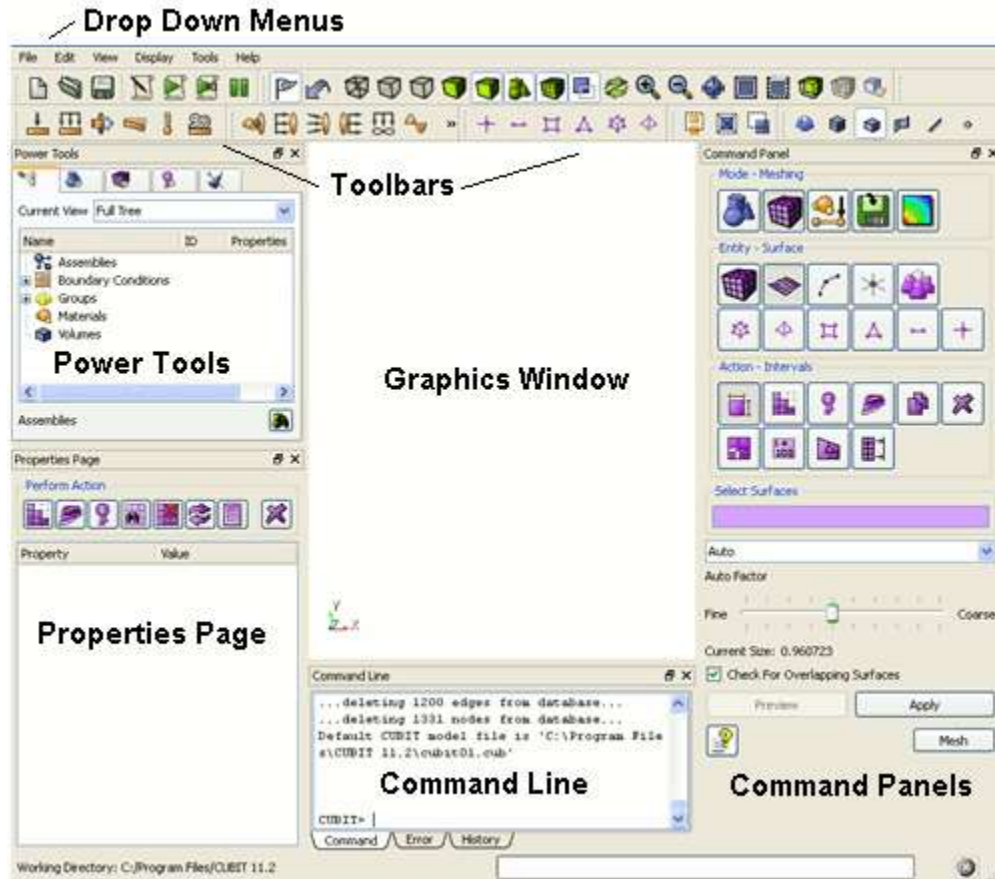 Drop Down Menus
File Edit View Display Tools Help
Toolbars
Power Tools
Current View Full Tree
Name ID Properties
Assemblies
Boundary Conditions
Groups
Materials
Volumes
Power Tools
Assemblies
Properties Page
Perform Action
Property Value
Properties Page
Graphics Window
Y
Z X
Command Line
...deleting 1200 edges from database...
...deleting 1331 nodes from database...
Default CUBIT model file is 'C:\Program File
s\CUBIT 11.2\cubit01.cub'
Command Line
CUBIT>
Command Error History
Command Panel
Mode - Meshing
Entity - Surface
Action - Intervals
Select Surfaces
Auto
Auto Factor
Fine Coarse
Current Size: 0.960723
Check For Overlapping Surfaces
Preview Apply
Mesh
Command Panels
Working Directory: C:/Program Files/CUBIT 11.2